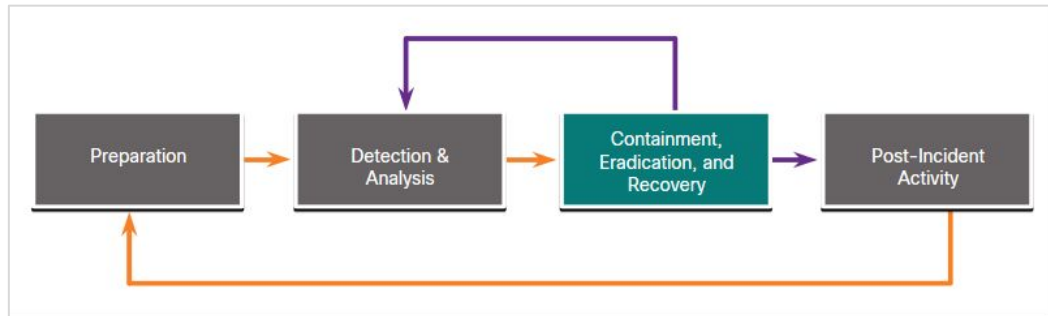 Preparation
Detection &
Analysis
Containment,
Eradication, and
Recovery
Post-Incident
Activity